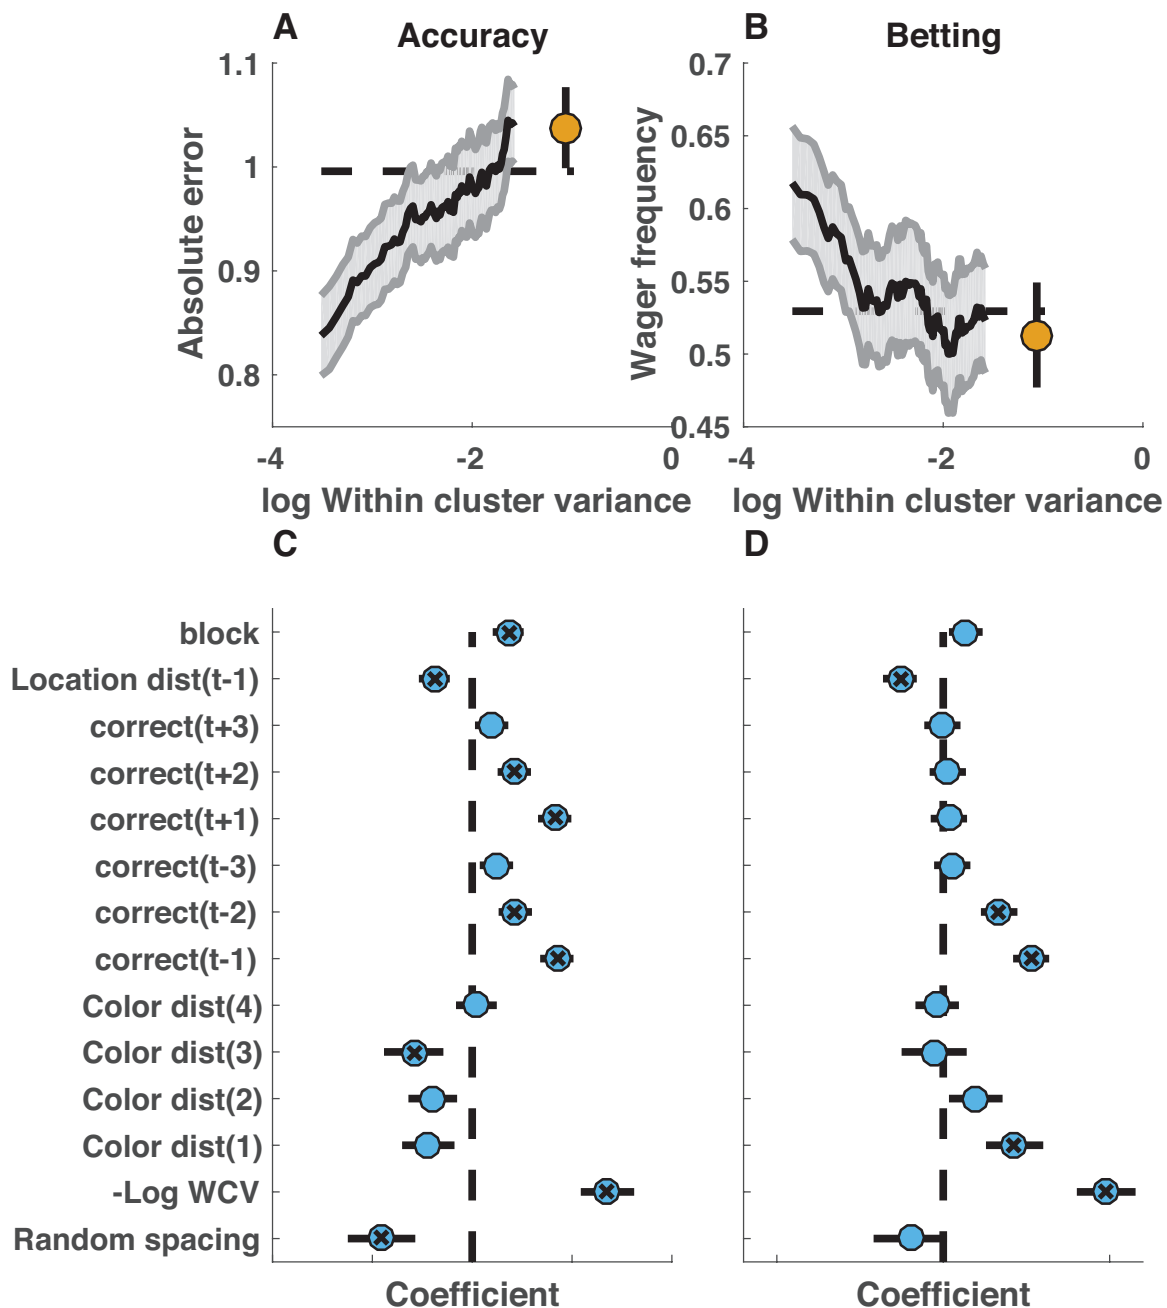 A
Accuracy
1.1
1
0.9
0.8
Absolute error
-4
-2
0
log Within cluster variance
B
Betting
0.7
0.65
0.6
0.55
0.5
0.45
Wager frequency
-4
-2
0
log Within cluster variance
C
block
Location dist(t-1)
correct(t+3)
correct(t+2)
correct(t+1)
correct(t-3)
correct(t-2)
correct(t-1)
Color dist(4)
Color dist(3)
Color dist(2)
Color dist(1)
-Log WCV
Random spacing
Coefficient
D
Coefficient